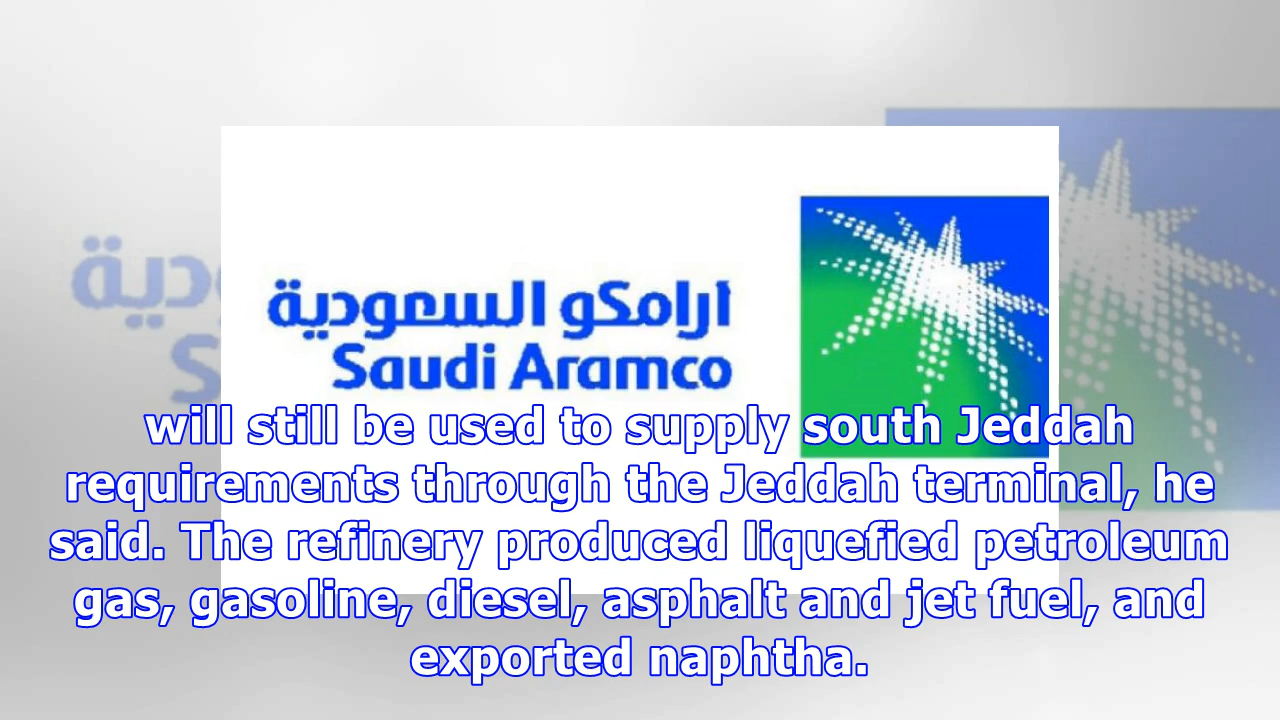 أرامكو السعودية
Saudi Aramco
will still be used to supply south Jeddah
requirements through the Jeddah terminal, he
said. The refinery produced liquefied petroleum
gas, gasoline, diesel, asphalt and jet fuel, and
exported naphtha.